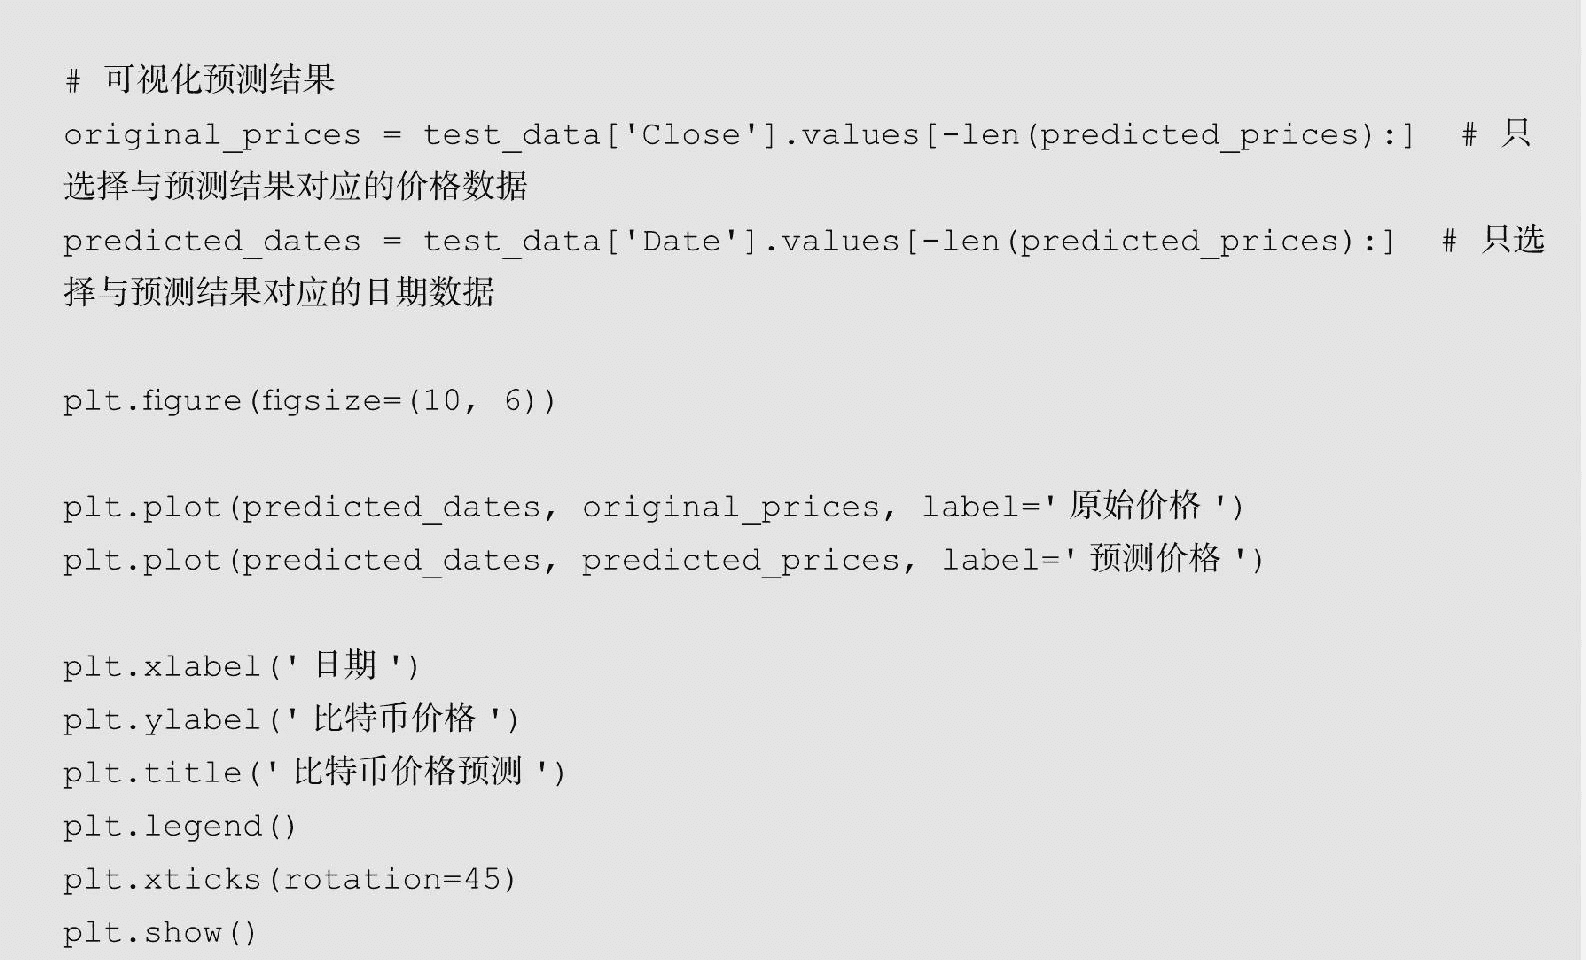 # 可视化预测结果
original_prices = test_data['Close'].values[-len(predicted_prices):]  # 只
选择与预测结果对应的价格数据
predicted_dates = test_data['Date'].values[-len(predicted_prices):]  # 只选
择与预测结果对应的日期数据
plt.figure(figsize=(10, 6))
plt.plot(predicted_dates, original_prices, label='原始价格')
plt.plot(predicted_dates, predicted_prices, label='预测价格')
plt.xlabel('日期')
plt.ylabel('比特币价格')
plt.title('比特币价格预测')
plt.legend()
plt.xticks(rotation=45)
plt.show()